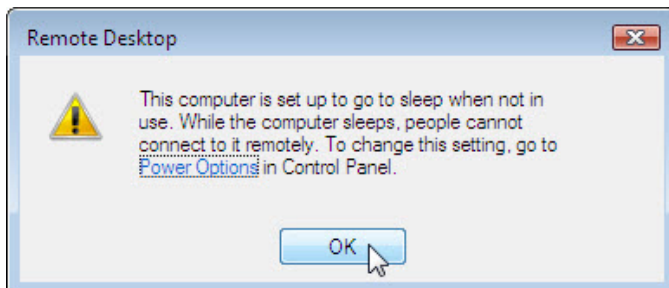 Remote Desktop
This computer is set up to go to sleep when not in
use. While the computer sleeps, people cannot
connect to it remotely. To change this setting, go to
Power Options in Control Panel.
OK